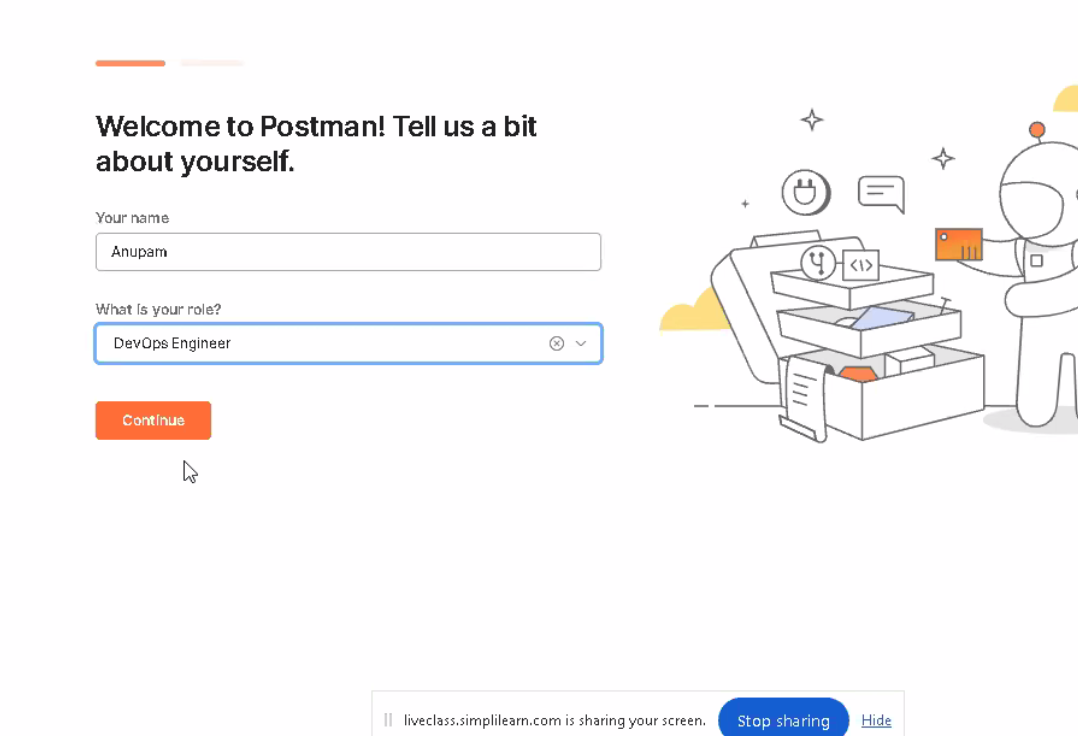 Welcome to Postman! Tell us a bit
about yourself.
Your name
Anupam
What is your role?
DevOps Engineer
Continue
liveclass.simplilearn.com is sharing your screen.
Stop sharing
Hide